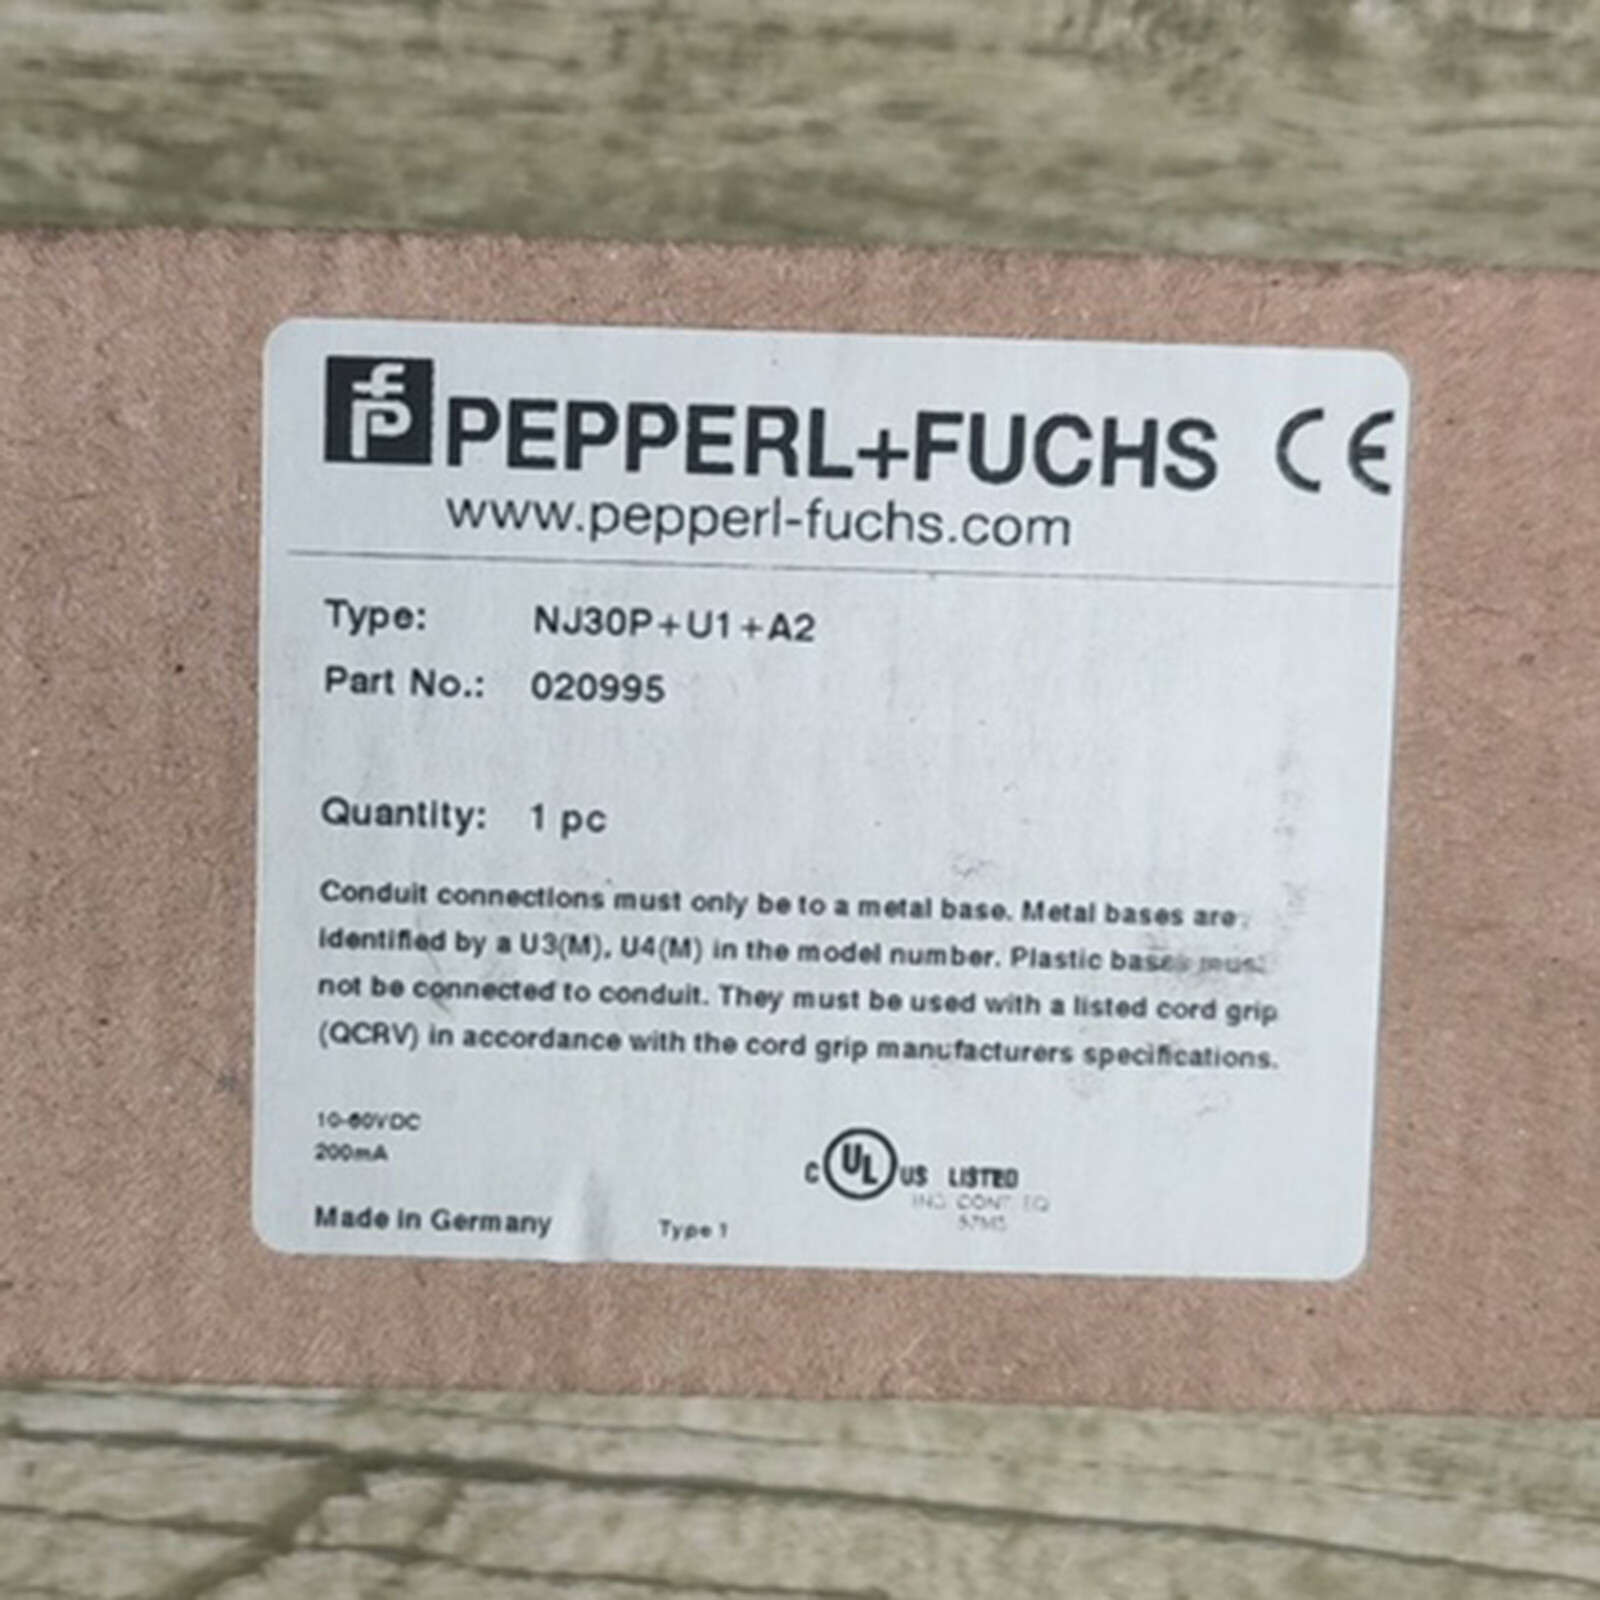 PEPPERL+FUCHS CE
www.pepperl-fuchs.com
Type: NJ30P+U1+A2
Part No.: 020995
Quantity: 1 pc
Conduit connections must only be to a metal base. Metal bases are
identified by a U3(M), U4(M) in the model number. Plastic bases must
not be connected to conduit. They must be used with a listed cord grip
(QCRV) in accordance with the cord grip manufacturers specifications.
10-60VDC
200mA
C UL US LISTED
IND CONT EQ
Made in Germany Type 1